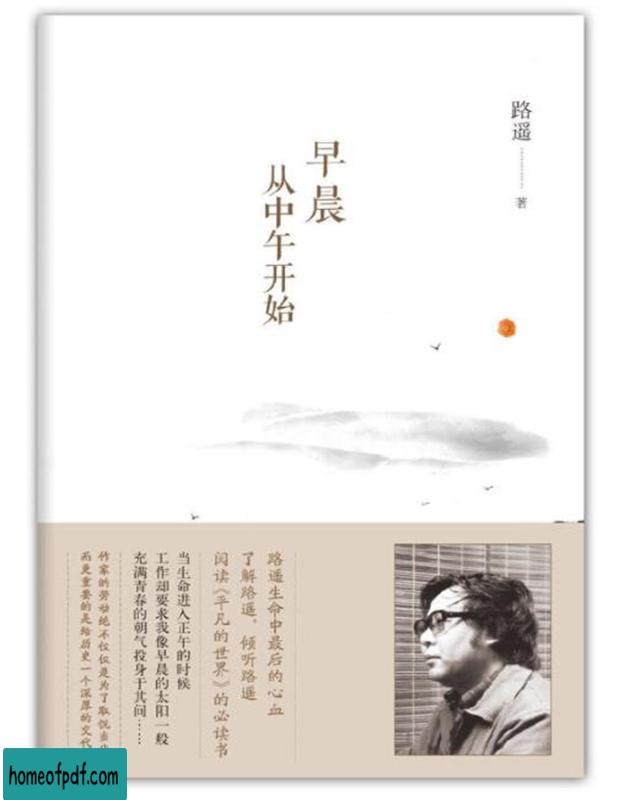 路遥
著
早晨
从中午开始
路遥生命中最后的心血
了解路遥，倾听路遥
阅读《平凡的世界》的必读书
当生命进入正午的时候
工作却要求我像早晨的太阳一般
充满青春的朝气投身于其间……
作家的劳动绝不仅仅是为了取悦当代
而更重要的是给历史一个深厚的交代
homeofpdf.com